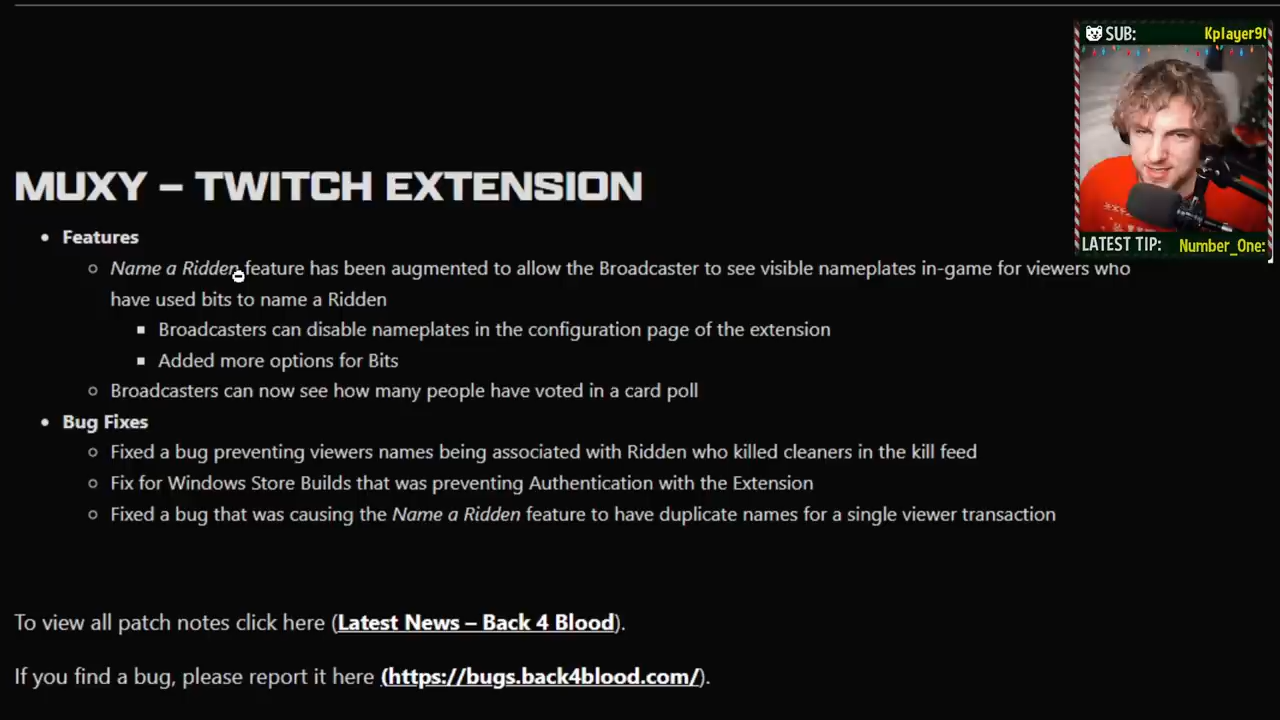 SUB: Kplayer9
MUXY – TWITCH EXTENSION
Features
Name a Ridden feature has been augmented to allow the Broadcaster to see visible nameplates in-game for viewers who
have used bits to name a Ridden
Broadcasters can disable nameplates in the configuration page of the extension
Added more options for Bits
Broadcasters can now see how many people have voted in a card poll
Bug Fixes
Fixed a bug preventing viewers names being associated with Ridden who killed cleaners in the kill feed
Fix for Windows Store Builds that was preventing Authentication with the Extension
Fixed a bug that was causing the Name a Ridden feature to have duplicate names for a single viewer transaction
To view all patch notes click here (Latest News – Back 4 Blood).
If you find a bug, please report it here (https://bugs.back4blood.com/).
LATEST TIP: Number_One: